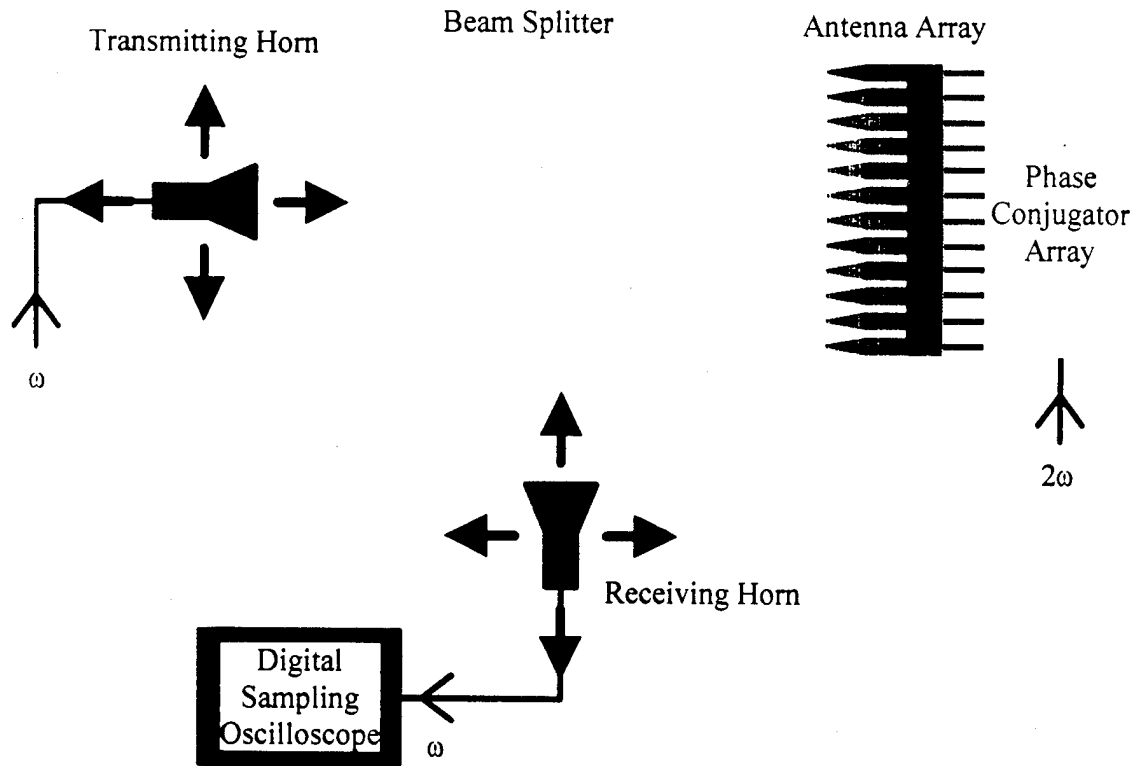 Transmitting Horn
Beam Splitter
Antenna Array
Phase
Conjugator
Array
ω
2ω
Receiving Horn
Digital
Sampling
Oscilloscope
ω